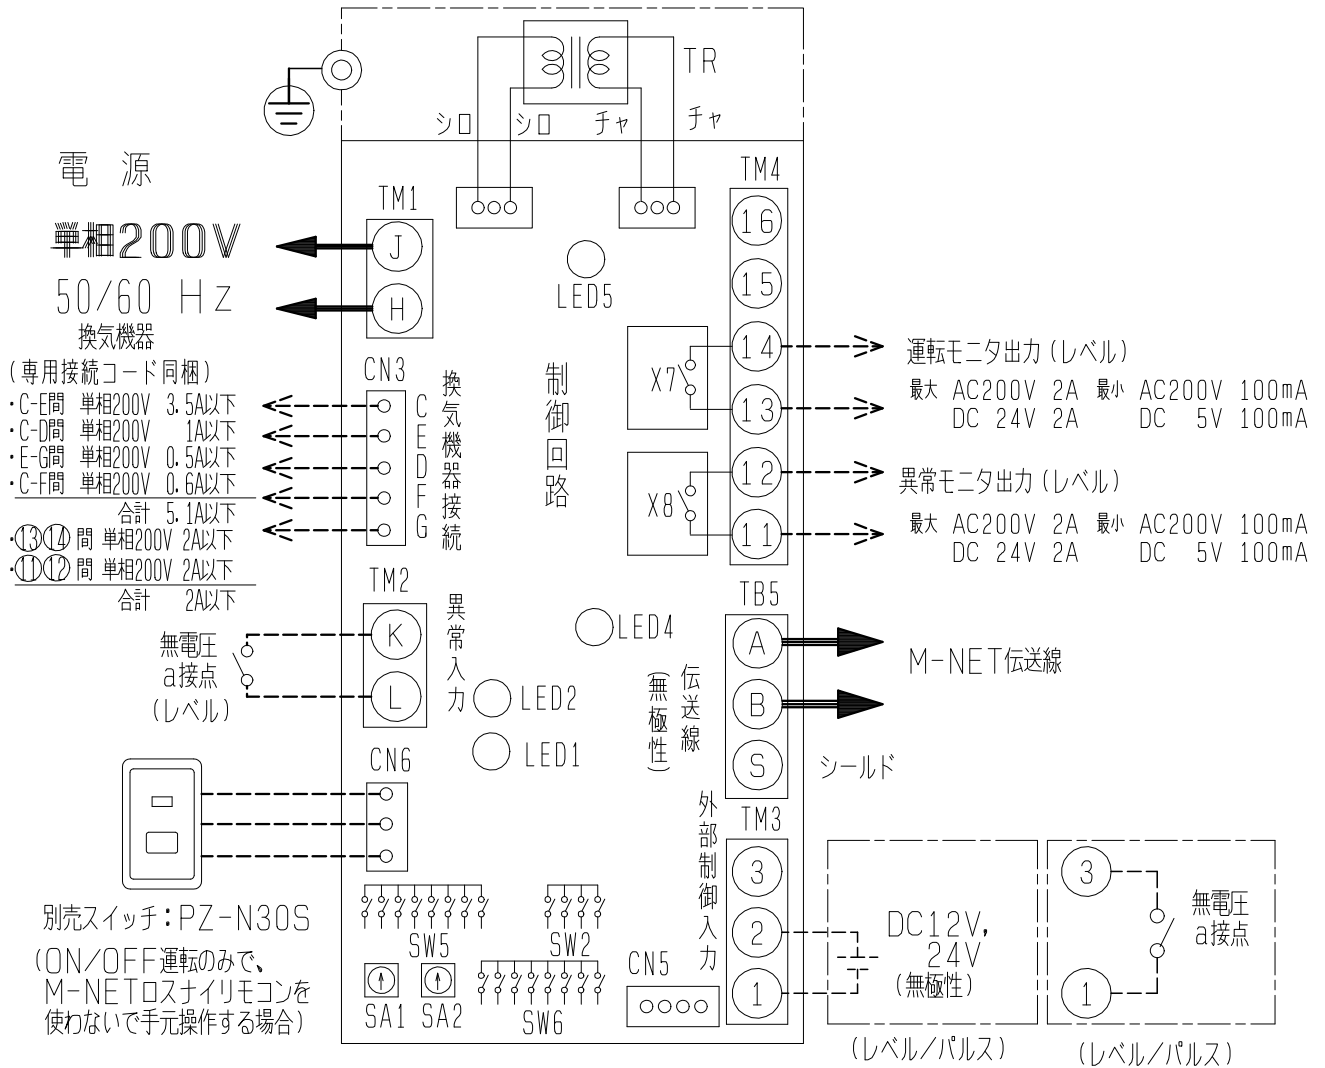 TR
シロ シロ チャ チャ
電 源
単相200V
50/60 Hz
換気機器
(専用接続コード同梱)
・C-E間 単相200V 3.5A以下
・C-D間 単相200V 1A以下
・E-G間 単相200V 0.5A以下
・C-F間 単相200V 0.6A以下
合計 5.1A以下
・⑬⑭間 単相200V 2A以下
・⑪⑫間 単相200V 2A以下
合計 2A以下
無電圧
a接点
(レベル)
別売スイッチ:PZ-N30S
(ON/OFF運転のみで、
M-NETロスナイリモコンを
使わないで手元操作する場合)
TM1
J
H
CN3
C
E
D
F
G
換気機器接続
TM2
K
L
異常入力
CN6
LED5
制御回路
LED4
LED2
LED1
X7
X8
TM4
16
15
14
13
12
11
TB5
A
B
S
伝送線
(無極性)
TM3
3
2
1
外部制御入力
SW5
SW2
SA1
SA2
SW6
CN5
運転モニタ出力(レベル)
最大 AC200V 2A 最小 AC200V 100mA
DC 24V 2A DC 5V 100mA
異常モニタ出力(レベル)
最大 AC200V 2A 最小 AC200V 100mA
DC 24V 2A DC 5V 100mA
M-NET伝送線
シールド
DC12V,
24V
(無極性)
(レベル/パルス)
3
1
無電圧
a接点
(レベル/パルス)